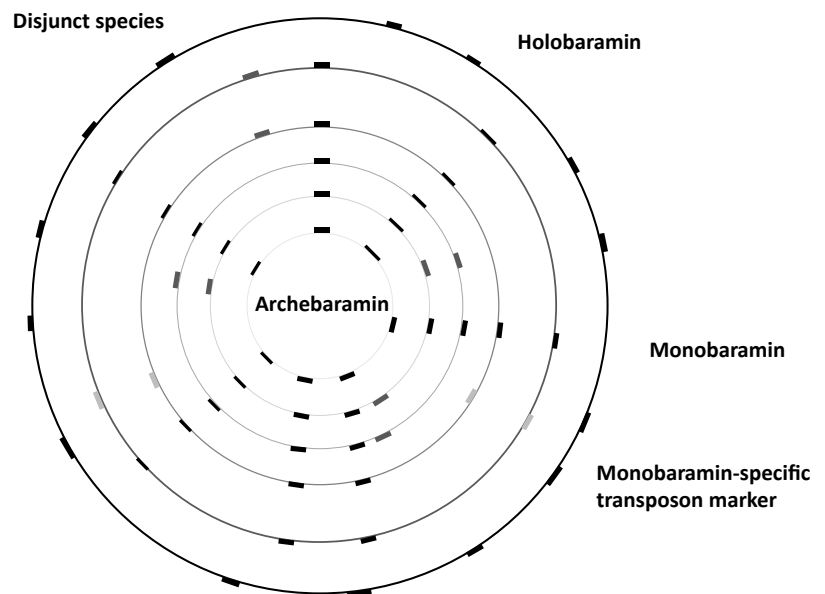 Disjunct species
Holobaramin
Archebaramin
Monobaramin
Monobaramin-specific
transposon marker